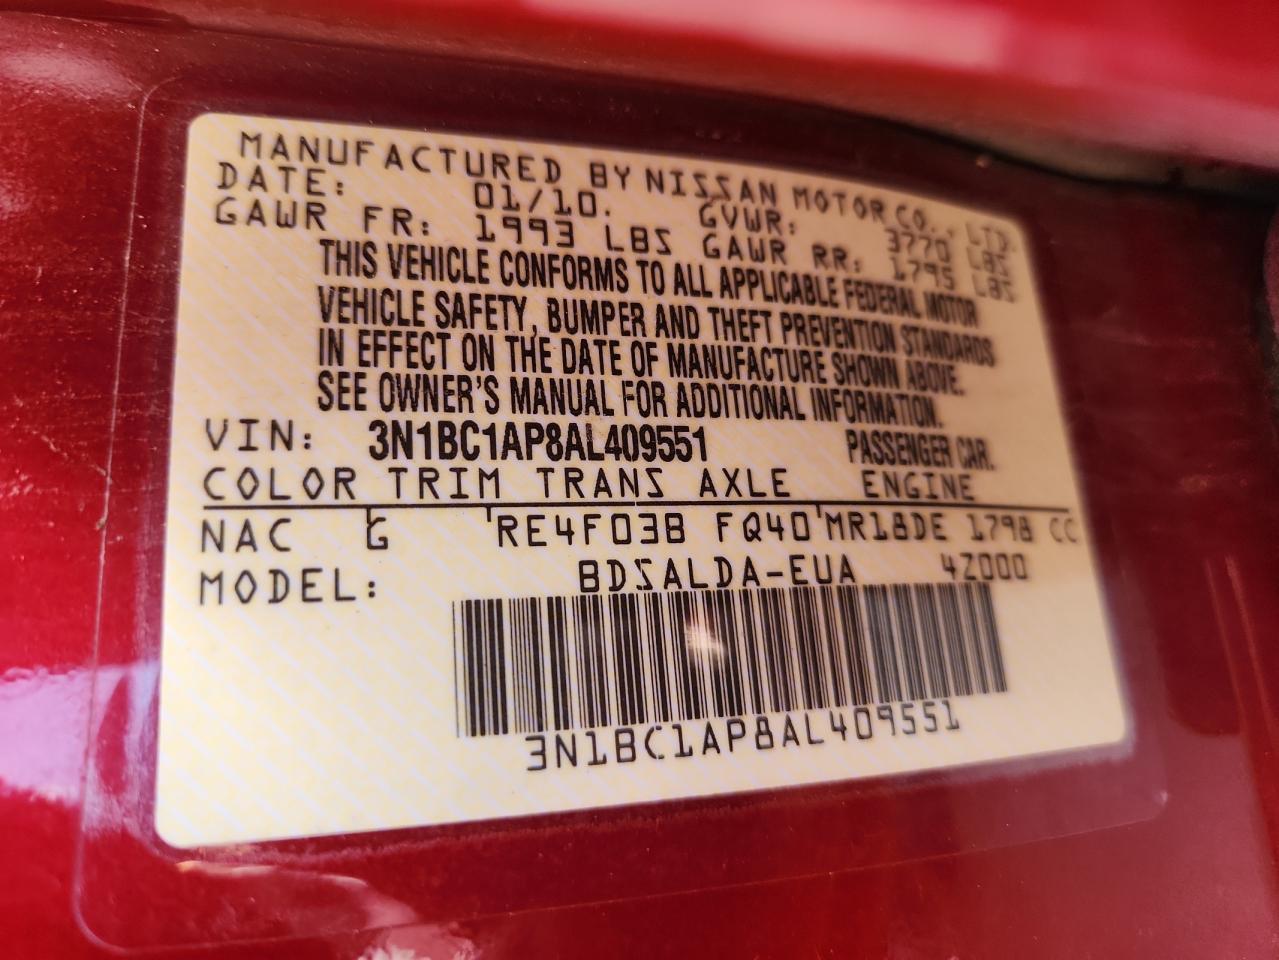 MANUFACTURED BY NISSAN MOTOR CO., LTD.
DATE: 01/10. GVWR: 3770 LBS
GAWR FR: 1993 LBS GAWR RR: 1795 LBS
THIS VEHICLE CONFORMS TO ALL APPLICABLE FEDERAL MOTOR
VEHICLE SAFETY, BUMPER AND THEFT PREVENTION STANDARDS
IN EFFECT ON THE DATE OF MANUFACTURE SHOWN ABOVE.
SEE OWNER'S MANUAL FOR ADDITIONAL INFORMATION.
VIN: 3N1BC1AP8AL409551 PASSENGER CAR.
COLOR TRIM TRANS AXLE ENGINE
NAC G RE4F03B FQ40 MR18DE 1798 CC
MODEL: BDSALDA-EUA 4Z000
3N1BC1AP8AL409551